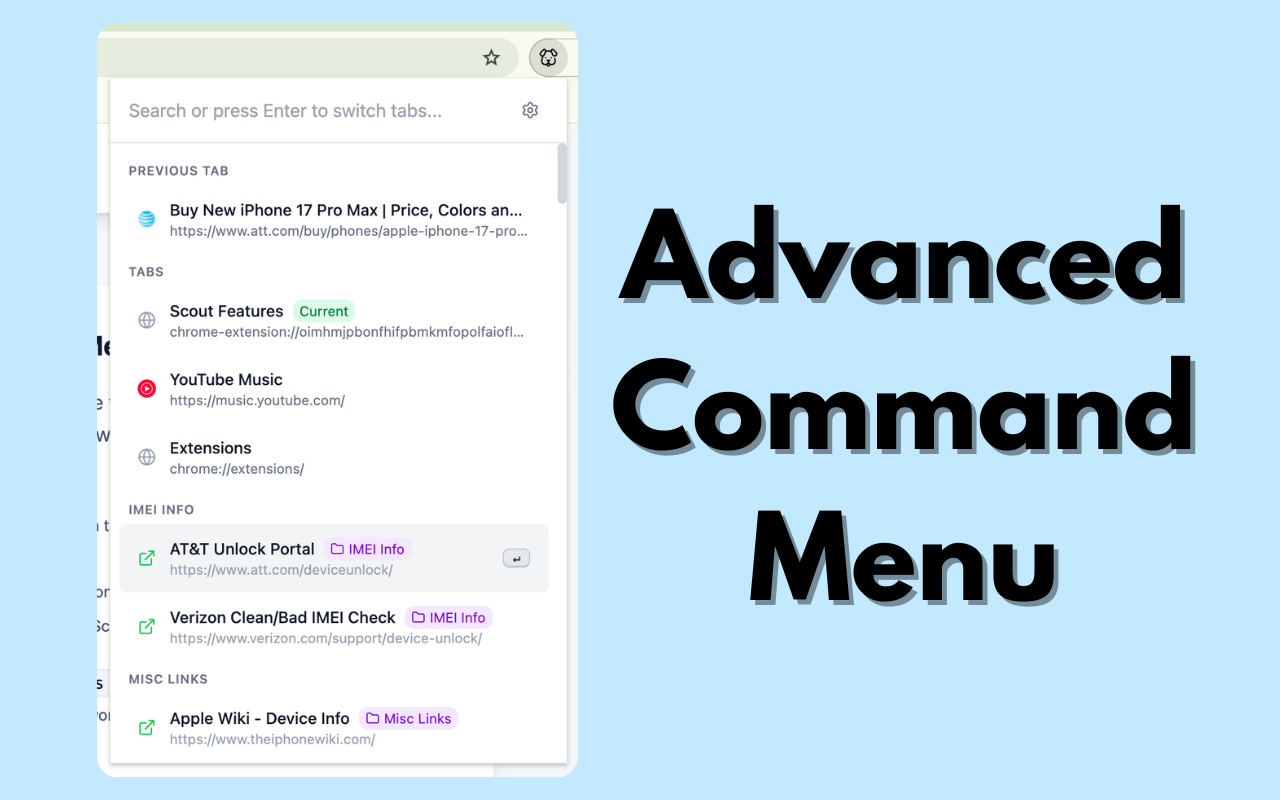 Search or press Enter to switch tabs...
PREVIOUS TAB
Buy New iPhone 17 Pro Max | Price, Colors an...
https://www.att.com/buy/phones/apple-iphone-17-pro...
TABS
Scout Features Current
chrome-extension://oimhmjpbonfhifpbmkmfopolfaiofl...
YouTube Music
https://music.youtube.com/
Extensions
chrome://extensions/
IMEI INFO
AT&T Unlock Portal IMEI Info
https://www.att.com/deviceunlock/
Verizon Clean/Bad IMEI Check IMEI Info
https://www.verizon.com/support/device-unlock/
MISC LINKS
Apple Wiki - Device Info Misc Links
https://www.theiphonewiki.com/
Advanced
Command
Menu